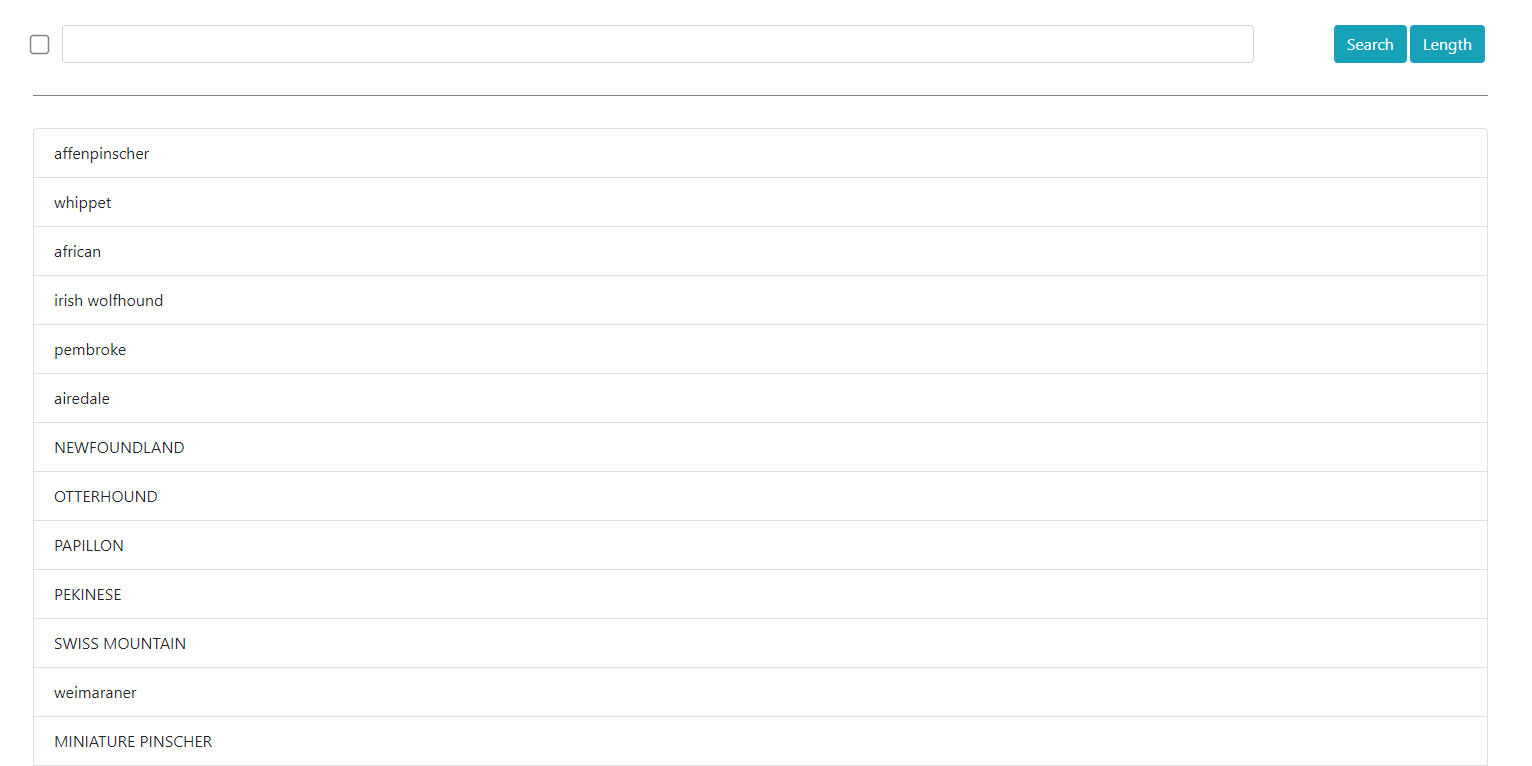 Search Length
affenpinscher
whippet
african
irish wolfhound
pembroke
airedale
NEWFOUNDLAND
OTTERHOUND
PAPILLON
PEKINESE
SWISS MOUNTAIN
weimaraner
MINIATURE PINSCHER